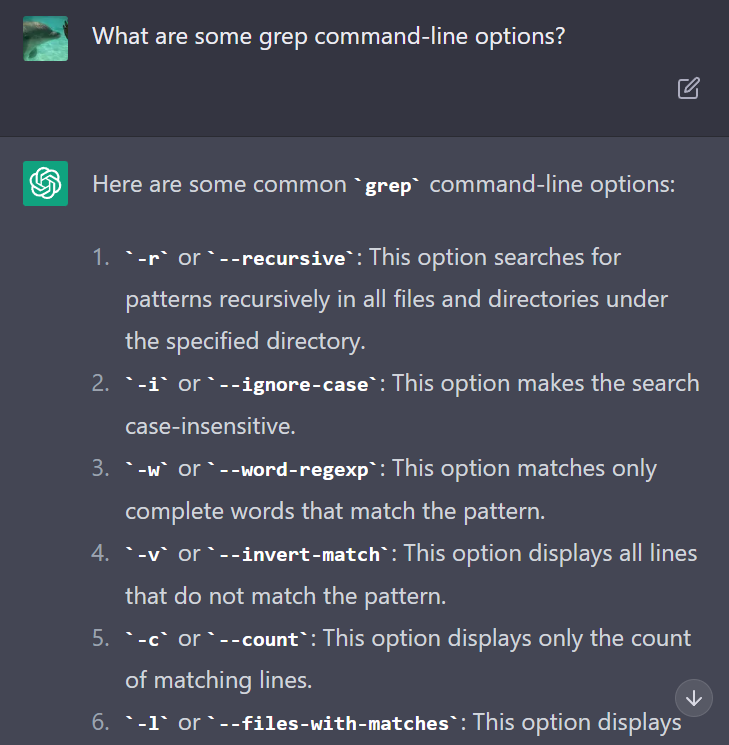 What are some grep command-line options?
Here are some common `grep` command-line options:
1. `-r` or `--recursive`: This option searches for
patterns recursively in all files and directories under
the specified directory.
2. `-i` or `--ignore-case`: This option makes the search
case-insensitive.
3. `-w` or `--word-regexp`: This option matches only
complete words that match the pattern.
4. `-v` or `--invert-match`: This option displays all lines
that do not match the pattern.
5. `-c` or `--count`: This option displays only the count
of matching lines.
6. `-l` or `--files-with-matches`: This option displays